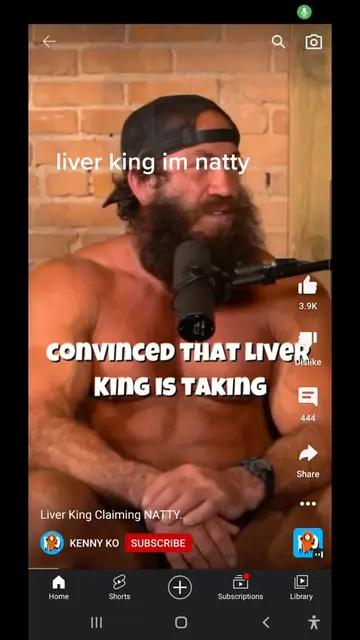 liver king im natty
CONVINCED THAT LIVER
KING IS TAKING
3.9K
Dislike
444
Share
Liver King Claiming NATTY..
KENNY KO
SUBSCRIBE
Home
Shorts
Subscriptions
Library